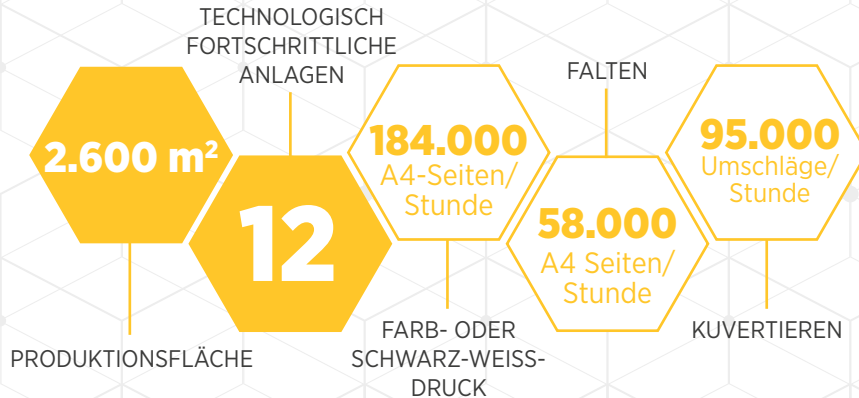 2.600 m²
PRODUKTIONSFLÄCHE
TECHNOLOGISCH
FORTSCHRITTLICHE
ANLAGEN
12
184.000
A4-Seiten/
Stunde
FARB- ODER
SCHWARZ-WEISS-
DRUCK
FALTEN
58.000
A4 Seiten/
Stunde
95.000
Umschläge/
Stunde
KUVERTIEREN